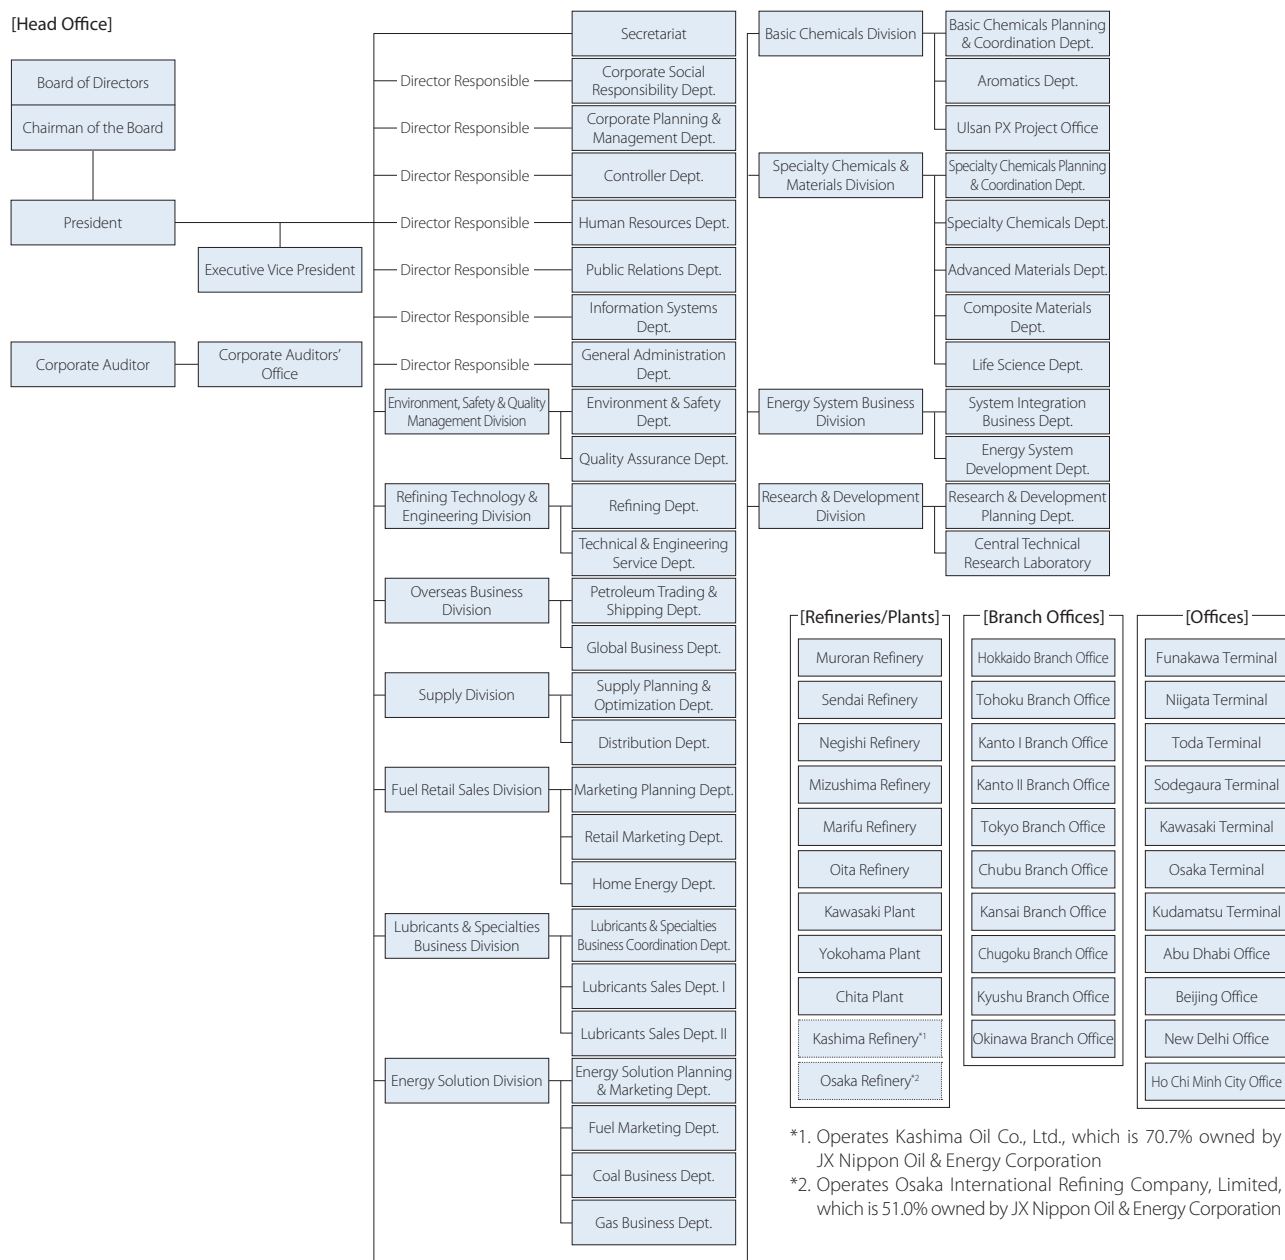 [Head Office]
Board of Directors
Chairman of the Board
President
Executive Vice President
Corporate Auditor
Corporate Auditors'
Office
Secretariat
Director Responsible
Corporate Social
Responsibility Dept.
Director Responsible
Corporate Planning &
Management Dept.
Director Responsible
Controller Dept.
Director Responsible
Human Resources Dept.
Director Responsible
Public Relations Dept.
Director Responsible
Information Systems
Dept.
Director Responsible
General Administration
Dept.
Environment, Safety & Quality
Management Division
Environment & Safety
Dept.
Quality Assurance Dept.
Refining Technology &
Engineering Division
Refining Dept.
Technical & Engineering
Service Dept.
Overseas Business
Division
Petroleum Trading &
Shipping Dept.
Global Business Dept.
Supply Division
Supply Planning &
Optimization Dept.
Distribution Dept.
Fuel Retail Sales Division
Marketing Planning Dept.
Retail Marketing Dept.
Home Energy Dept.
Lubricants & Specialties
Business Division
Lubricants & Specialties
Business Coordination Dept.
Lubricants Sales Dept. I
Lubricants Sales Dept. II
Energy Solution Division
Energy Solution Planning
& Marketing Dept.
Fuel Marketing Dept.
Coal Business Dept.
Gas Business Dept.
Basic Chemicals Division
Basic Chemicals Planning
& Coordination Dept.
Aromatics Dept.
Ulsan PX Project Office
Specialty Chemicals &
Materials Division
Specialty Chemicals Planning
& Coordination Dept.
Specialty Chemicals Dept.
Advanced Materials Dept.
Composite Materials
Dept.
Life Science Dept.
Energy System Business
Division
System Integration
Business Dept.
Energy System
Development Dept.
Research & Development
Division
Research & Development
Planning Dept.
Central Technical
Research Laboratory
[Refineries/Plants]
Muroran Refinery
Sendai Refinery
Negishi Refinery
Mizushima Refinery
Marifu Refinery
Oita Refinery
Kawasaki Plant
Yokohama Plant
Chita Plant
Kashima Refinery*1
Osaka Refinery*2
[Branch Offices]
Hokkaido Branch Office
Tohoku Branch Office
Kanto I Branch Office
Kanto II Branch Office
Tokyo Branch Office
Chubu Branch Office
Kansai Branch Office
Chugoku Branch Office
Kyushu Branch Office
Okinawa Branch Office
[Offices]
Funakawa Terminal
Niigata Terminal
Toda Terminal
Sodegaura Terminal
Kawasaki Terminal
Osaka Terminal
Kudamatsu Terminal
Abu Dhabi Office
Beijing Office
New Delhi Office
Ho Chi Minh City Office
*1. Operates Kashima Oil Co., Ltd., which is 70.7% owned by
JX Nippon Oil & Energy Corporation
*2. Operates Osaka International Refining Company, Limited,
which is 51.0% owned by JX Nippon Oil & Energy Corporation